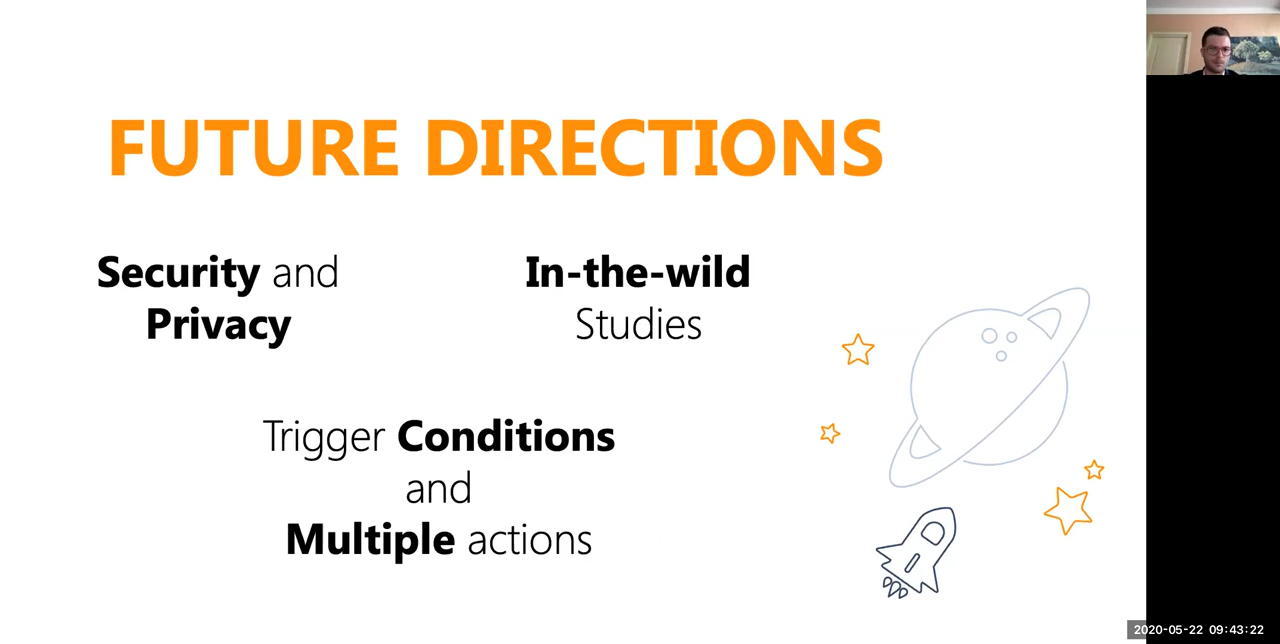 FUTURE DIRECTIONS
Security and
Privacy
In-the-wild
Studies
Trigger Conditions
and
Multiple actions
2020-05-22 09:43:22